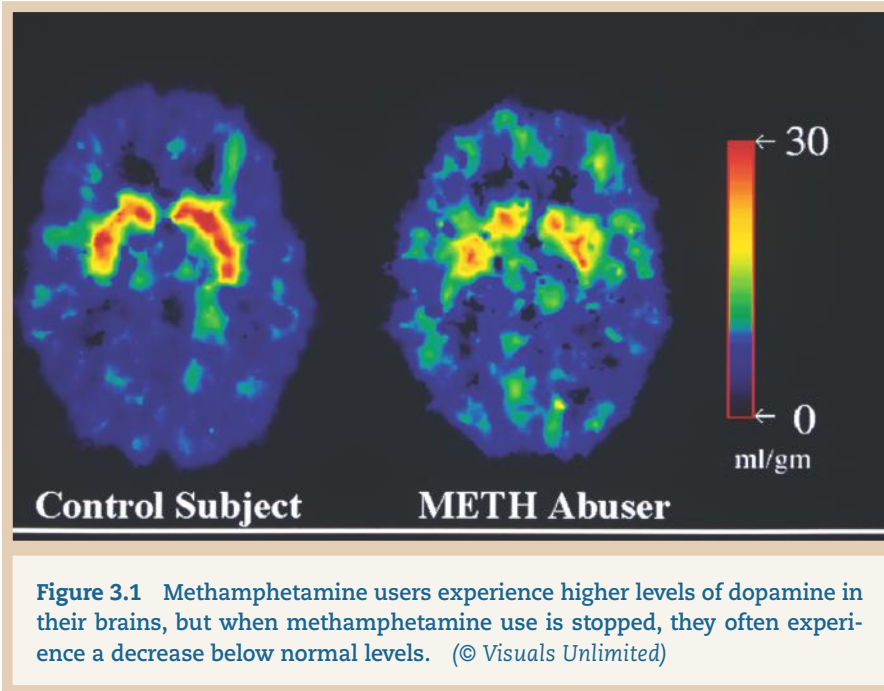 ← 30
← 0
ml/gm
Control Subject
METH Abuser
Figure 3.1 Methamphetamine users experience higher levels of dopamine in
their brains, but when methamphetamine use is stopped, they often experi-
ence a decrease below normal levels. (© Visuals Unlimited)